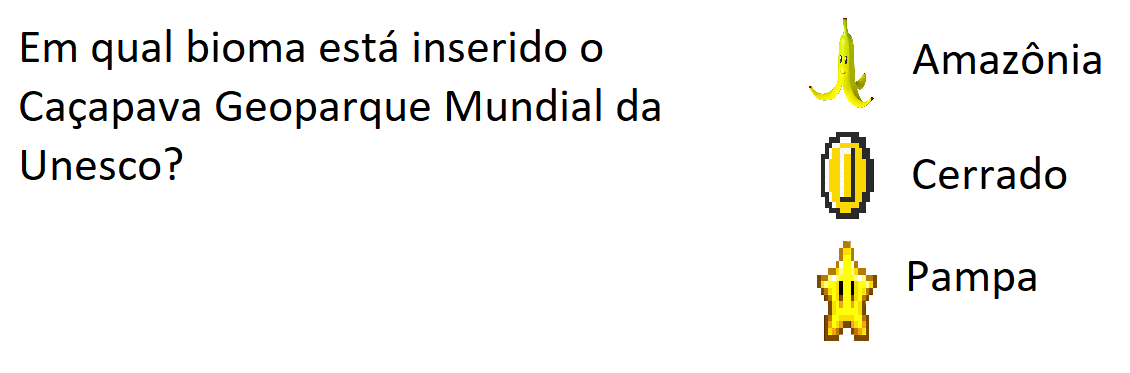 Em qual bioma está inserido o
Caçapava Geoparque Mundial da
Unesco?
Amazônia
Cerrado
Pampa